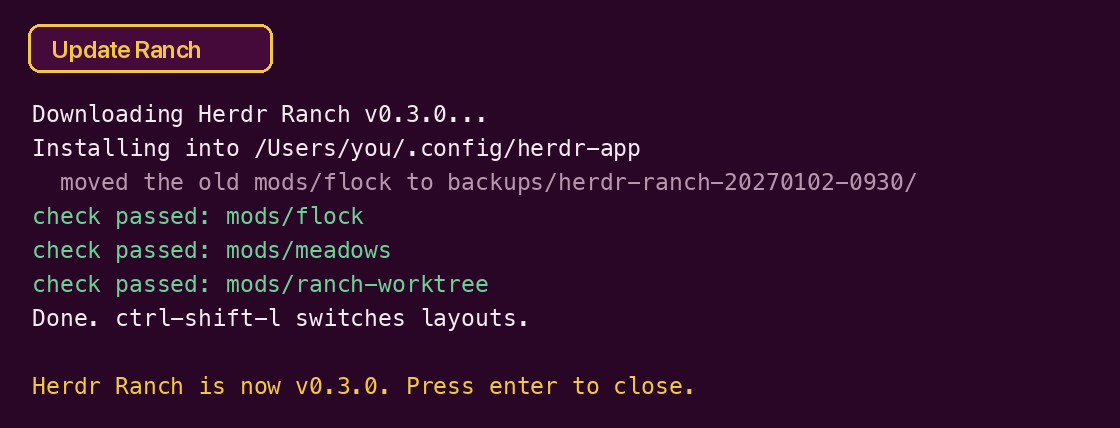 Update Ranch
Downloading Herdr Ranch v0.3.0...
Installing into /Users/you/.config/herdr-app
moved the old mods/flock to backups/herdr-ranch-20270102-0930/
check passed: mods/flock
check passed: mods/meadows
check passed: mods/ranch-worktree
Done. ctrl-shift-l switches layouts.
Herdr Ranch is now v0.3.0. Press enter to close.